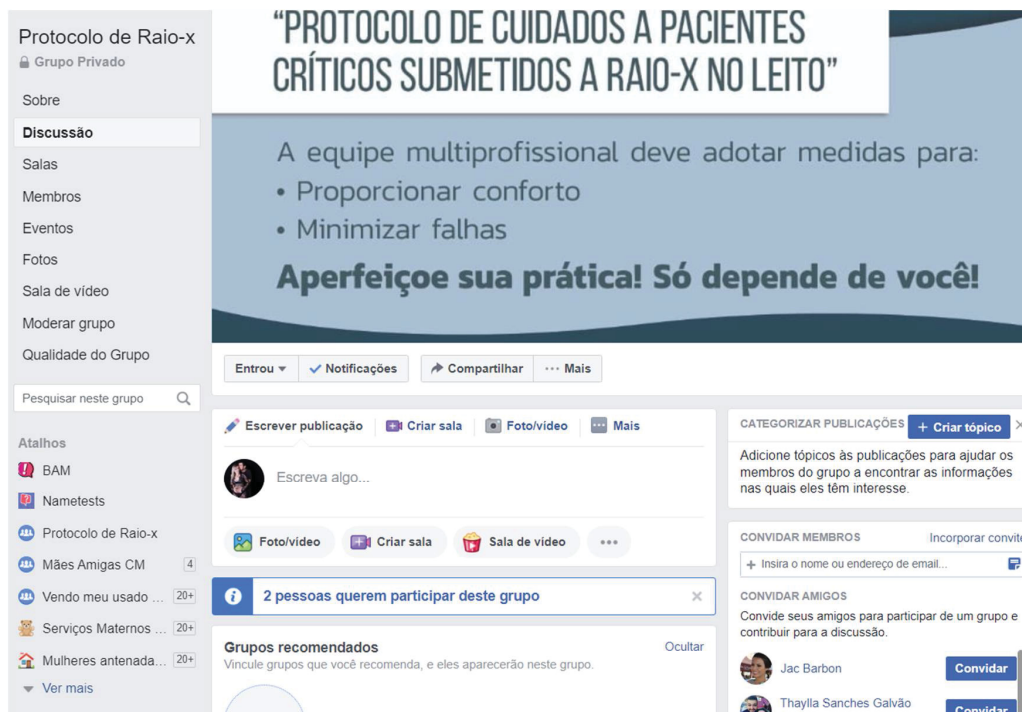 Protocolo de Raio-x
Grupo Privado
Sobre
Discussão
Salas
Membros
Eventos
Fotos
Sala de vídeo
Moderar grupo
Qualidade do Grupo
Pesquisar neste grupo
Atalhos
BAM
Nametests
Protocolo de Raio-x
Mães Amigas CM 4
Vendo meu usado ... 20+
Serviços Maternos ... 20+
Mulheres antenada... 20+
Ver mais
"PROTOCOLO DE CUIDADOS A PACIENTES
CRÍTICOS SUBMETIDOS A RAIO-X NO LEITO"
A equipe multiprofissional deve adotar medidas para:
• Proporcionar conforto
• Minimizar falhas
Aperfeiçoe sua prática! Só depende de você!
Entrou Notificações Compartilhar ··· Mais
Escrever publicação Criar sala Foto/vídeo Mais
Escreva algo...
Foto/vídeo Criar sala Sala de vídeo
2 pessoas querem participar deste grupo
Grupos recomendados Ocultar
Vincule grupos que você recomenda, e eles aparecerão neste grupo.
CATEGORIZAR PUBLICAÇÕES + Criar tópico
Adicione tópicos às publicações para ajudar os
membros do grupo a encontrar as informações
nas quais eles têm interesse.
CONVIDAR MEMBROS Incorporar convite
+ Insira o nome ou endereço de email...
CONVIDAR AMIGOS
Convide seus amigos para participar de um grupo e
contribuir para a discussão.
Jac Barbon Convidar
Thaylla Sanches Galvão Convidar